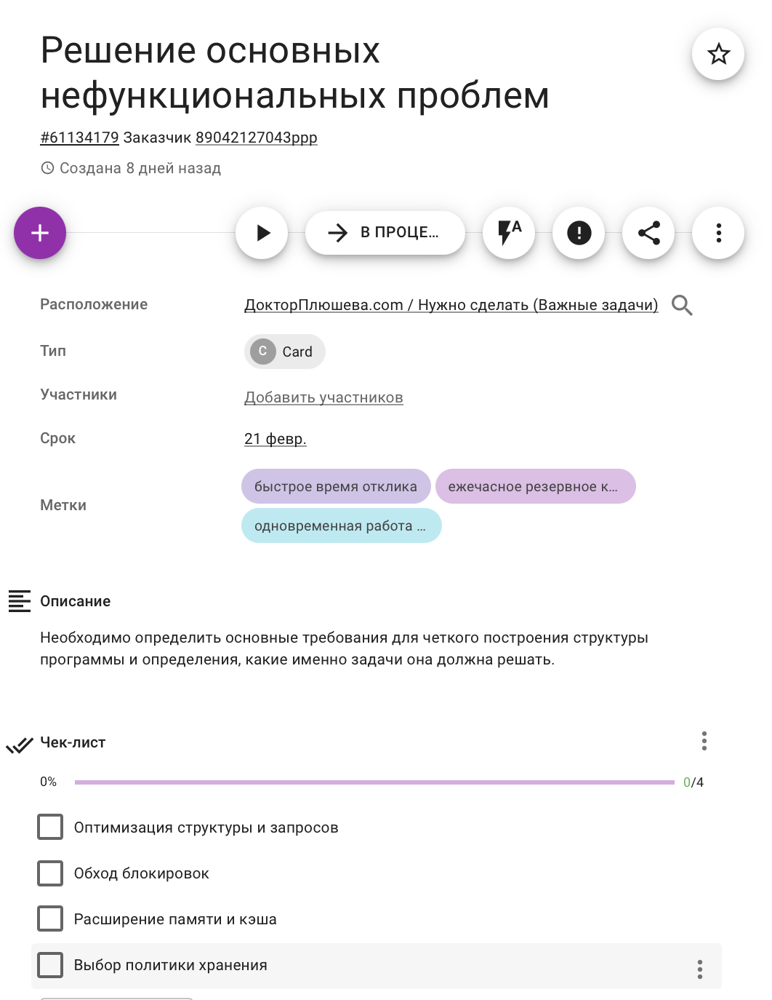 Решение основных
нефункциональных проблем
#61134179 Заказчик 89042127043ppp
Создана 8 дней назад
В ПРОЦЕ...
A
Расположение
ДокторПлюшева.com / Нужно сделать (Важные задачи)
Тип
C Card
Участники
Добавить участников
Срок
21 февр.
Метки
быстрое время отклика
ежечасное резервное к...
одновременная работа ...
Описание
Необходимо определить основные требования для четкого построения структуры
программы и определения, какие именно задачи она должна решать.
Чек-лист
0%
0/4
Оптимизация структуры и запросов
Обход блокировок
Расширение памяти и кэша
Выбор политики хранения